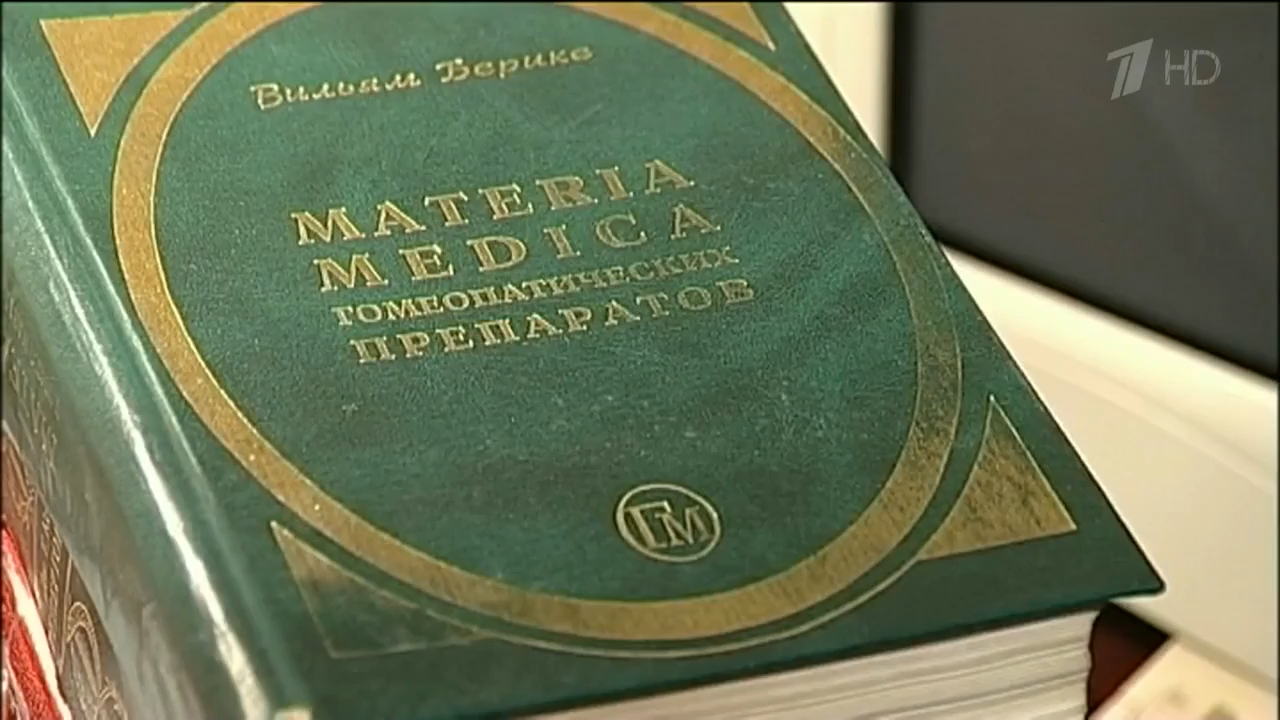 Вильям Берике
MATERIA
MEDICA
ГОМЕОПАТИЧЕСКИХ
ПРЕПАРАТОВ
ГМ
1 HD